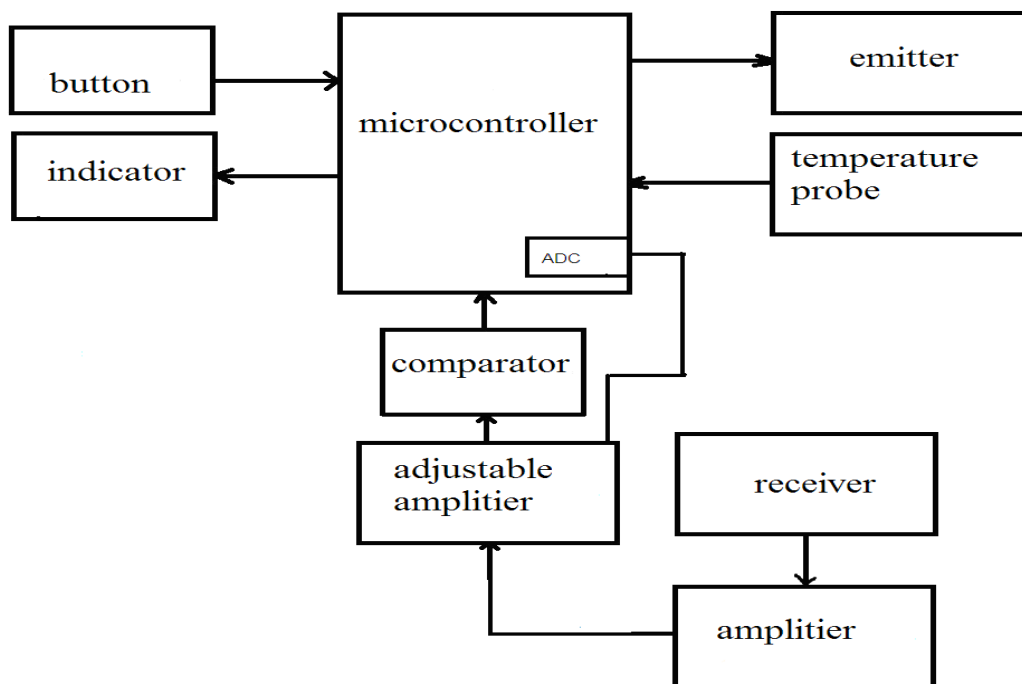 button
indicator
microcontroller
ADC
emitter
temperature
probe
comparator
adjustable
amplitier
receiver
amplitier